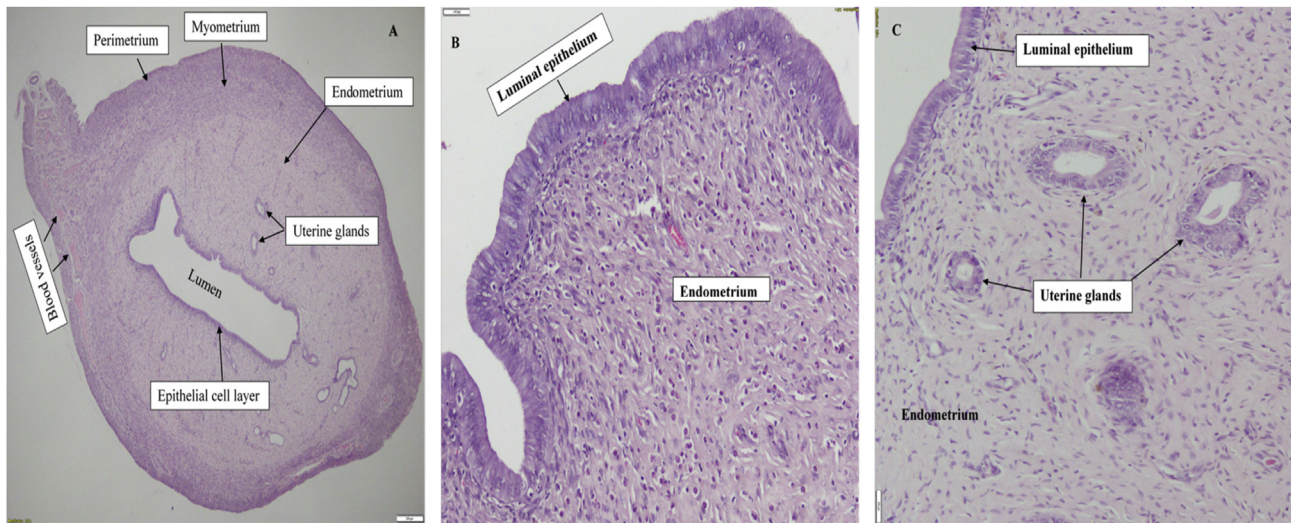 A
Perimetrium
Myometrium
Endometrium
Uterine glands
Blood vessels
Lumen
Epithelial cell layer
B
Luminal epithelium
Endometrium
C
Luminal epithelium
Uterine glands
Endometrium